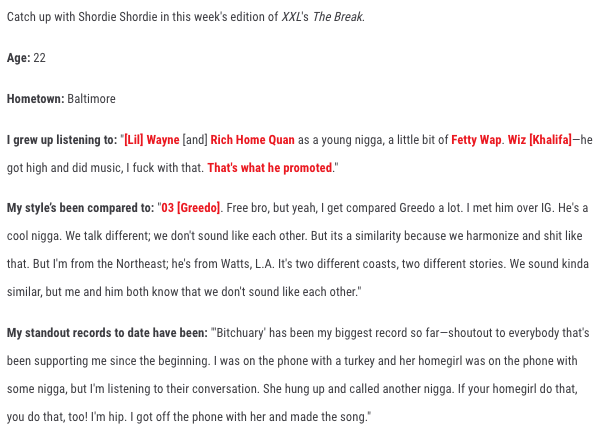 Catch up with Shordie Shordie in this week's edition of XXL's The Break.
Age: 22
Hometown: Baltimore
I grew up listening to: "[Lil] Wayne [and] Rich Home Quan as a young nigga, a little bit of Fetty Wap. Wiz [Khalifa]—he
got high and did music, I fuck with that. That's what he promoted."
My style's been compared to: "03 [Greedo]. Free bro, but yeah, I get compared Greedo a lot. I met him over IG. He's a
cool nigga. We talk different; we don't sound like each other. But its a similarity because we harmonize and shit like
that. But I'm from the Northeast; he's from Watts, L.A. It's two different coasts, two different stories. We sound kinda
similar, but me and him both know that we don't sound like each other."
My standout records to date have been: "'Bitchuary' has been my biggest record so far—shoutout to everybody that's
been supporting me since the beginning. I was on the phone with a turkey and her homegirl was on the phone with
some nigga, but I'm listening to their conversation. She hung up and called another nigga. If your homegirl do that,
you do that, too! I'm hip. I got off the phone with her and made the song."